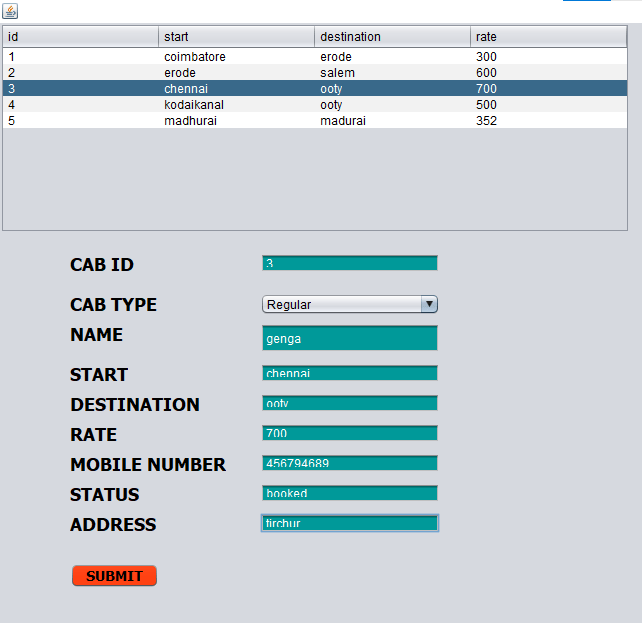 id start destination rate
1 coimbatore erode 300
2 erode salem 600
3 chennai ooty 700
4 kodaikanal ooty 500
5 madhurai madurai 352
CAB ID 3
CAB TYPE Regular
NAME genga
START chennai
DESTINATION ooty
RATE 700
MOBILE NUMBER 456794689
STATUS booked
ADDRESS tirchur
SUBMIT